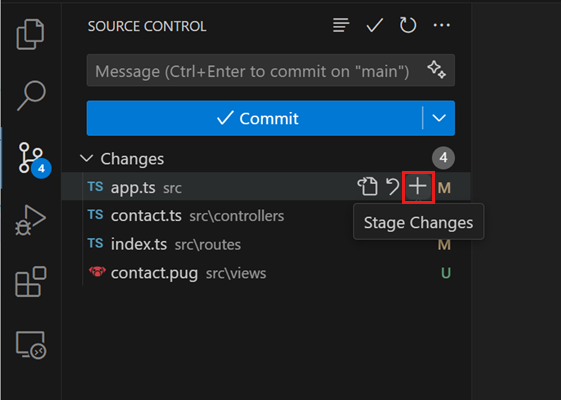 SOURCE CONTROL
Message (Ctrl+Enter to commit on "main")
Commit
4
Changes 4
TS app.ts src M
Stage Changes
TS contact.ts src\controllers
TS index.ts src\routes M
contact.pug src\views U